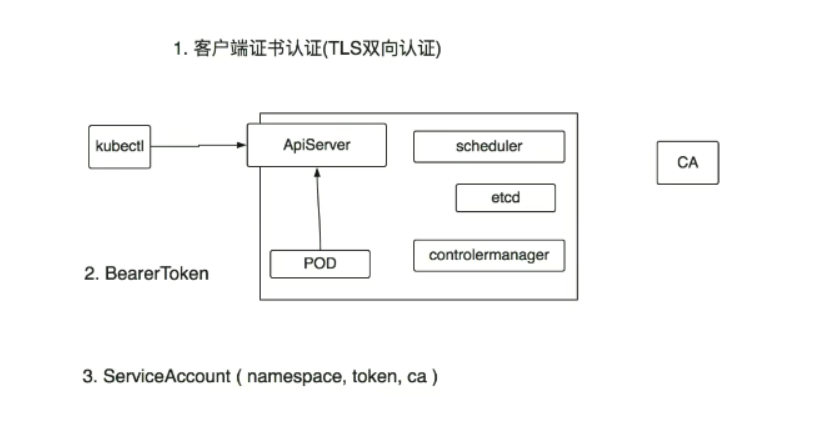 1. 客户端证书认证(TLS双向认证)
kubectl
ApiServer
scheduler
CA
etcd
controlermanager
POD
2. BearerToken
3. ServiceAccount ( namespace, token, ca )